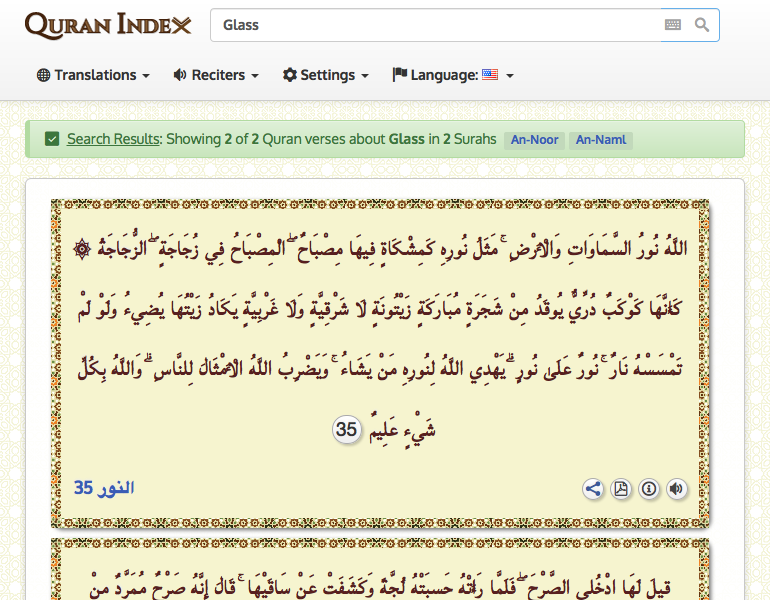 QURAN INDEX
Glass
Translations
Reciters
Settings
Language:
Search Results: Showing 2 of 2 Quran verses about Glass in 2 Surahs An-Noor An-Naml
۞ اللَّهُ نُورُ السَّمَاوَاتِ وَالْأَرْضِ ۚ مَثَلُ نُورِهِ كَمِشْكَاةٍ فِيهَا مِصْبَاحٌ ۖ الْمِصْبَاحُ فِي زُجَاجَةٍ ۖ الزُّجَاجَةُ
كَأَنَّهَا كَوْكَبٌ دُرِّيٌّ يُوقَدُ مِنْ شَجَرَةٍ مُبَارَكَةٍ زَيْتُونَةٍ لَا شَرْقِيَّةٍ وَلَا غَرْبِيَّةٍ يَكَادُ زَيْتُهَا يُضِيءُ وَلَوْ لَمْ
تَمْسَسْهُ نَارٌ ۚ نُورٌ عَلَىٰ نُورٍ ۗ يَهْدِي اللَّهُ لِنُورِهِ مَنْ يَشَاءُ ۚ وَيَضْرِبُ اللَّهُ الْأَمْثَالَ لِلنَّاسِ ۗ وَاللَّهُ بِكُلِّ
شَيْءٍ عَلِيمٌ 35
النور 35
قِيلَ لَهَا ادْخُلِي الصَّرْحَ ۖ فَلَمَّا رَأَتْهُ حَسِبَتْهُ لُجَّةً وَكَشَفَتْ عَنْ سَاقَيْهَا ۚ قَالَ إِنَّهُ صَرْحٌ مُمَرَّدٌ مِنْ